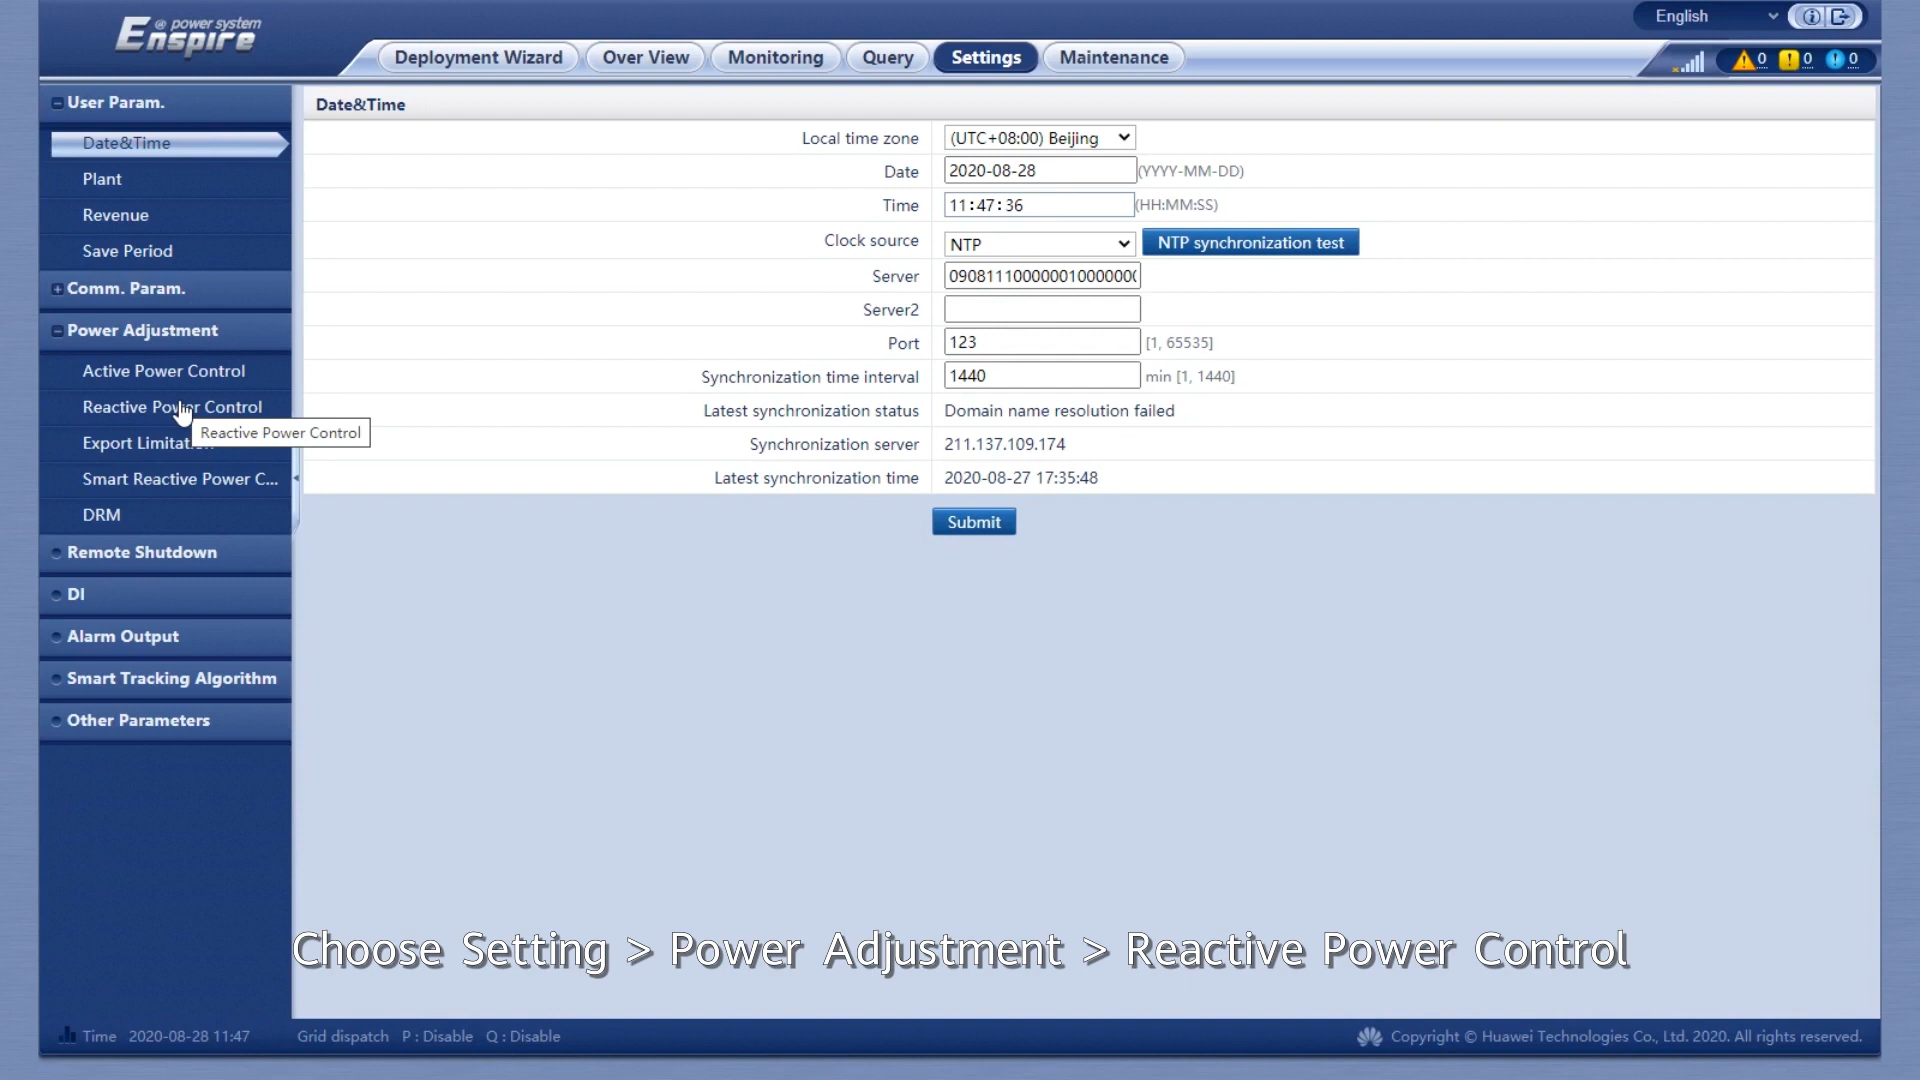 Enspire
@ power system
English
Deployment Wizard
Over View
Monitoring
Query
Settings
Maintenance
0
0
0
User Param.
Date&Time
Plant
Revenue
Save Period
Comm. Param.
Power Adjustment
Active Power Control
Reactive Power Control
Reactive Power Control
Export
Smart Reactive Power C...
DRM
Remote Shutdown
DI
Alarm Output
Smart Tracking Algorithm
Other Parameters
Date&Time
Local time zone (UTC+08:00) Beijing
Date 2020-08-28 (YYYY-MM-DD)
Time 11:47:36 (HH:MM:SS)
Clock source NTP NTP synchronization test
Server
Server2
Port 123 [1, 65535]
Synchronization time interval 1440 min [1, 1440]
Latest synchronization status Domain name resolution failed
Synchronization server 211.137.109.174
Latest synchronization time 2020-08-27 17:35:48
Submit
Choose Setting > Power Adjustment > Reactive Power Control
Time 2020-08-28 11:47 Grid dispatch P : Disable Q : Disable
Copyright © Huawei Technologies Co., Ltd. 2020. All rights reserved.